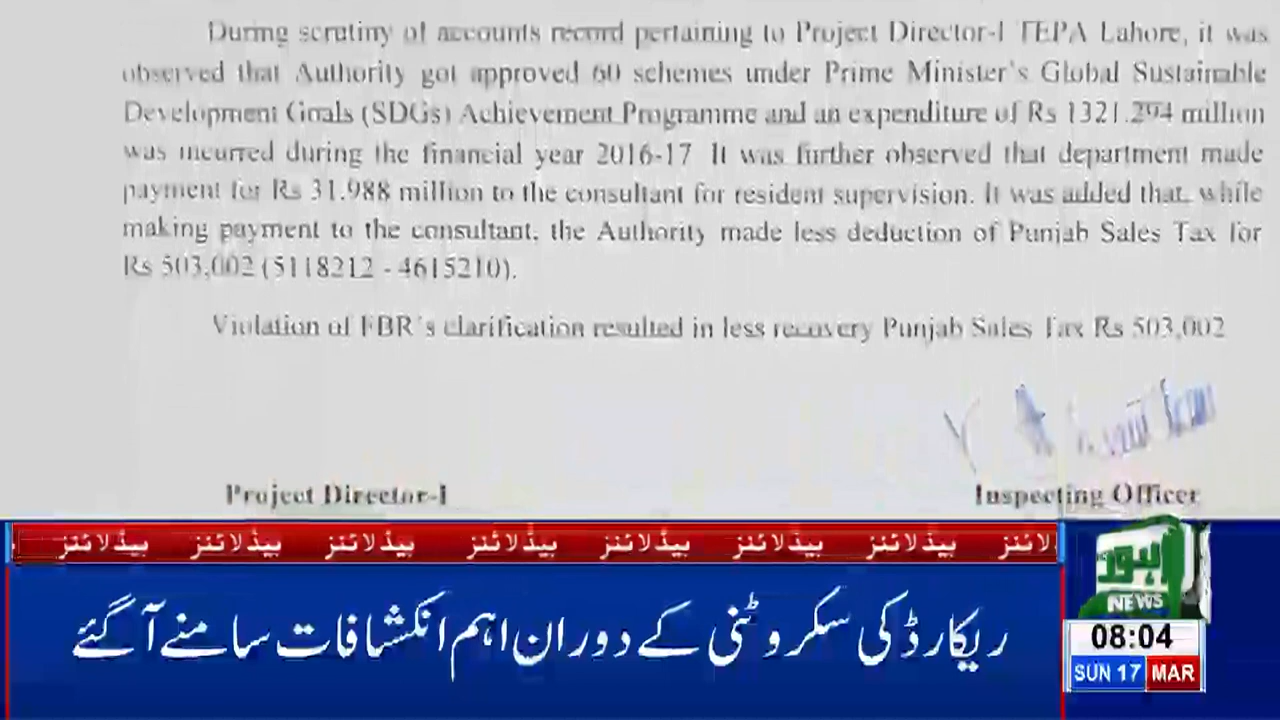 During scrutiny of accounts record pertaining to Project Director-I TEPA Lahore, it was
observed that Authority got approved 60 schemes under Prime Minister's Global Sustainable
Development Goals (SDGs) Achievement Programme and an expenditure of Rs 1321.294 million
was incurred during the financial year 2016-17 It was further observed that department made
payment for Rs 31.988 million to the consultant for resident supervision. It was added that, while
making payment to the consultant, the Authority made less deduction of Punjab Sales Tax for
Rs 503,002 (5118212 - 4615210).
Violation of FBR's clarification resulted in less recovery Punjab Sales Tax Rs 503,002
Project Director-I
Inspecting Officer
ہیڈلائنز ہیڈلائنز ہیڈلائنز ہیڈلائنز ہیڈلائنز ہیڈلائنز ہیڈلائنز
ریکارڈ کی سکروٹنی کے دوران اہم انکشافات سامنے آگئے
لاہور
NEWS
08:04
SUN 17 MAR